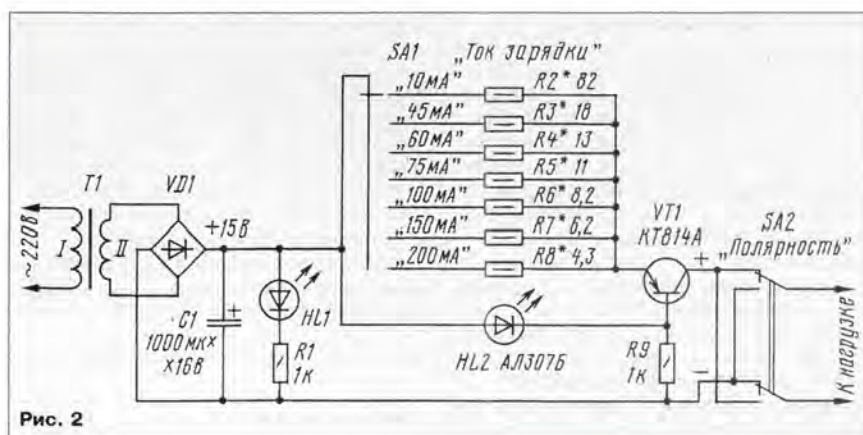 SA1 „Ток зарядки”
„10мА” R2* 82
„45мА” R3* 18
„60мА” R4* 13
„75мА” R5* 11
„100мА” R6* 8,2
„150мА” R7* 6,2
„200мА” R8* 4,3
T1 VD1
+15В
~220В
I II
C1
1000 мк×
×16В
+
HL1
R1
1к
HL2 АЛ307Б
VT1
КТ814А
R9
1к
+
−
SA2
„Полярность”
К нагрузке
Рис. 2